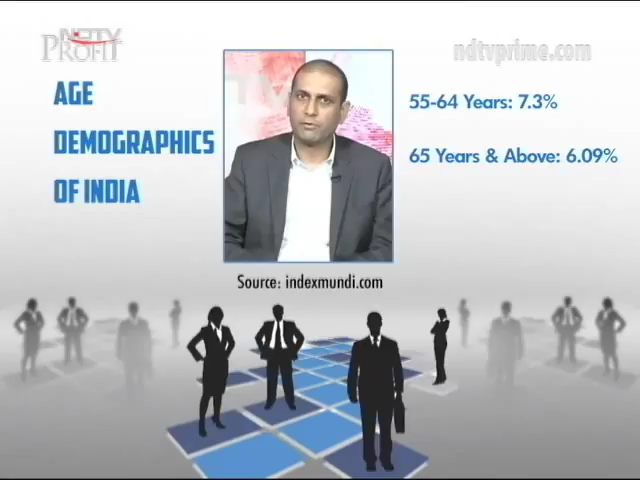 NDTV
PROFIT
ndtvprime.com
AGE
DEMOGRAPHICS
OF INDIA
55-64 Years: 7.3%
65 Years & Above: 6.09%
Source: indexmundi.com